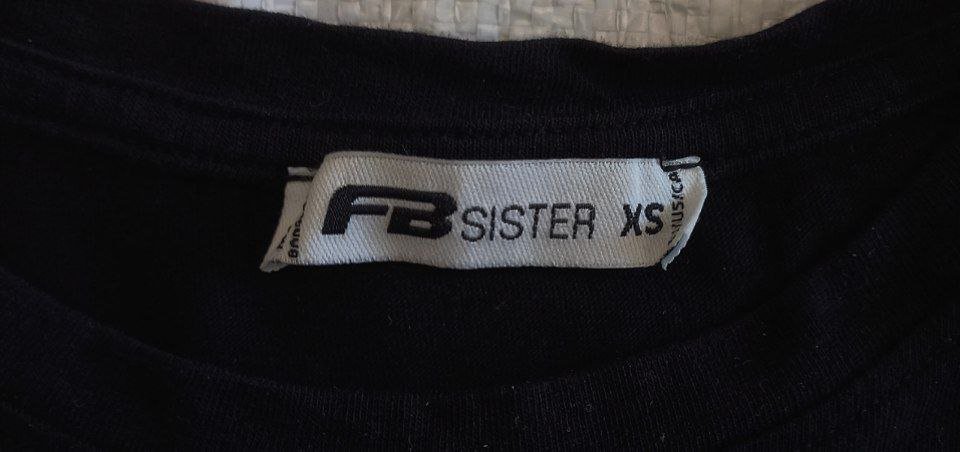 FB SISTER XS